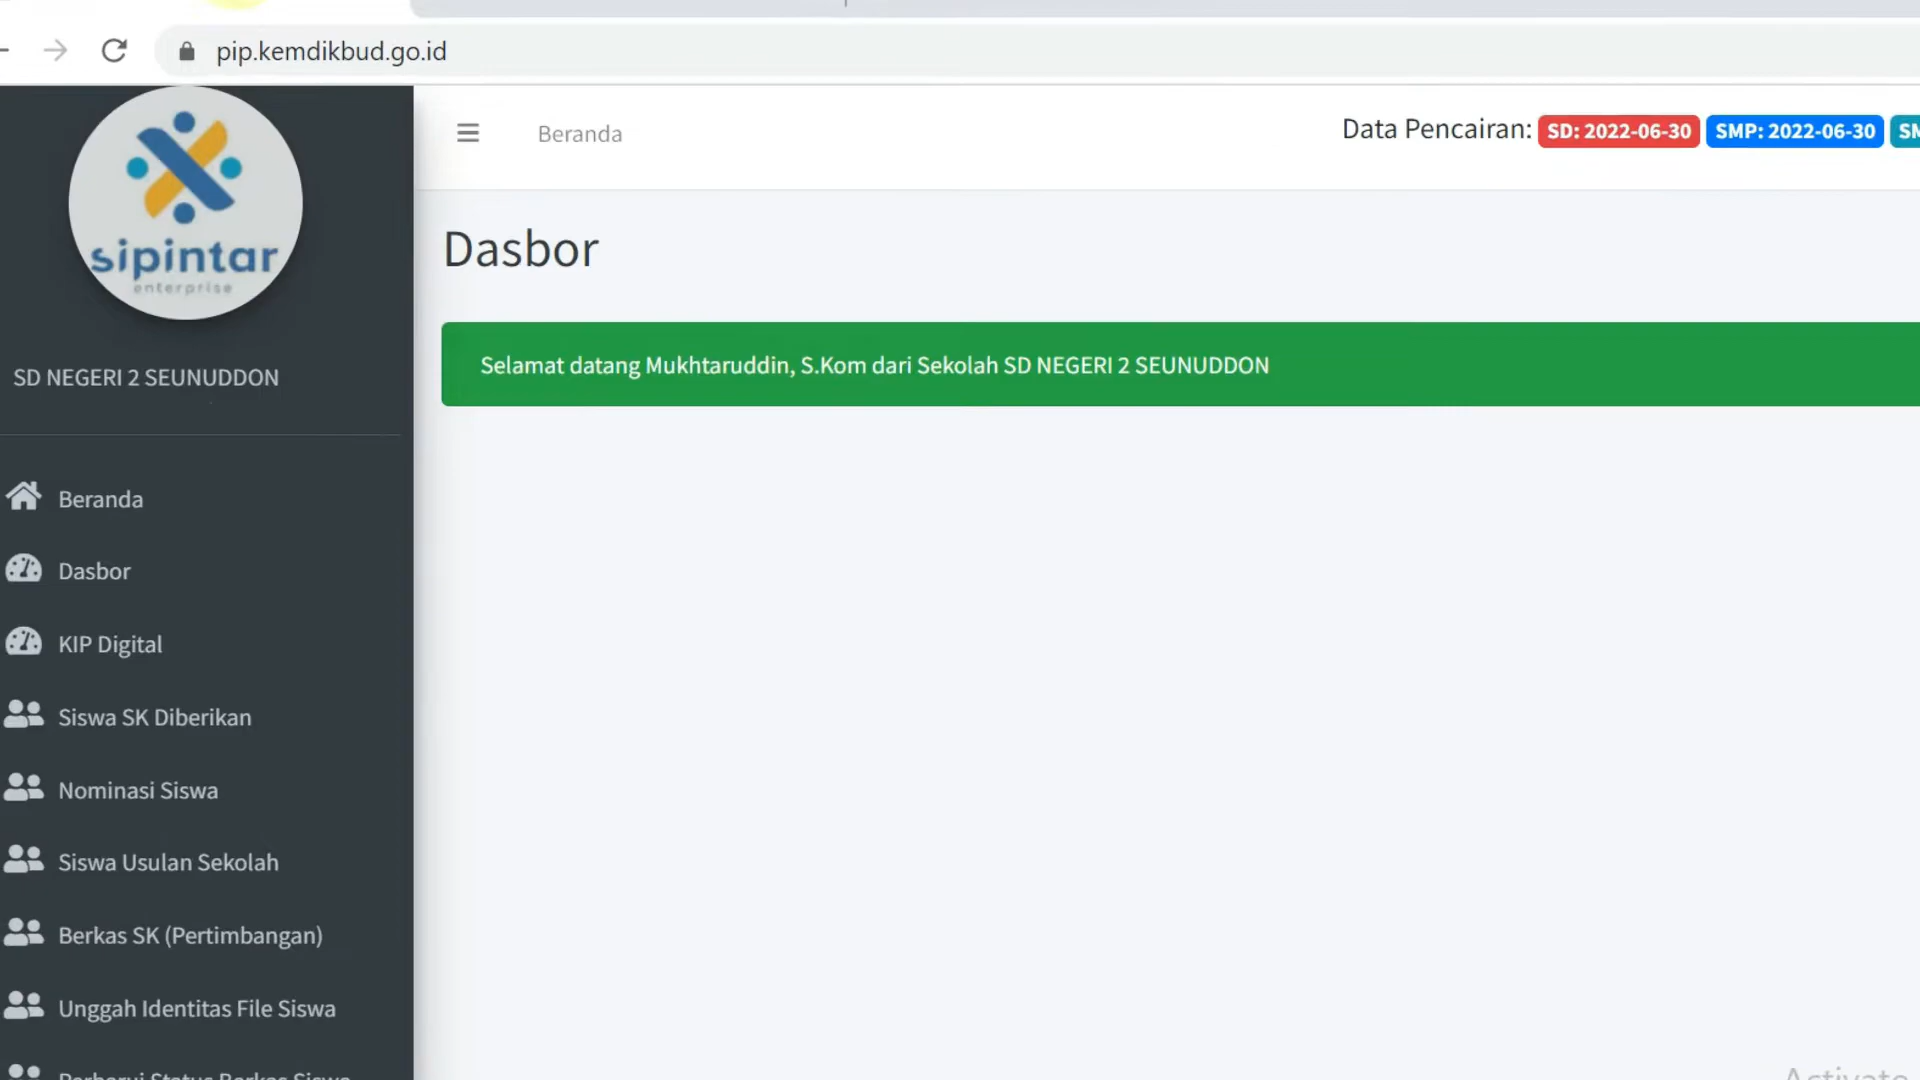 pip.kemdikbud.go.id
sipintar
enterprise
SD NEGERI 2 SEUNUDDON
Beranda
Dasbor
KIP Digital
Siswa SK Diberikan
Nominasi Siswa
Siswa Usulan Sekolah
Berkas SK (Pertimbangan)
Unggah Identitas File Siswa
Beranda
Data Pencairan: SD: 2022-06-30 SMP: 2022-06-30
Dasbor
Selamat datang Mukhtaruddin, S.Kom dari Sekolah SD NEGERI 2 SEUNUDDON